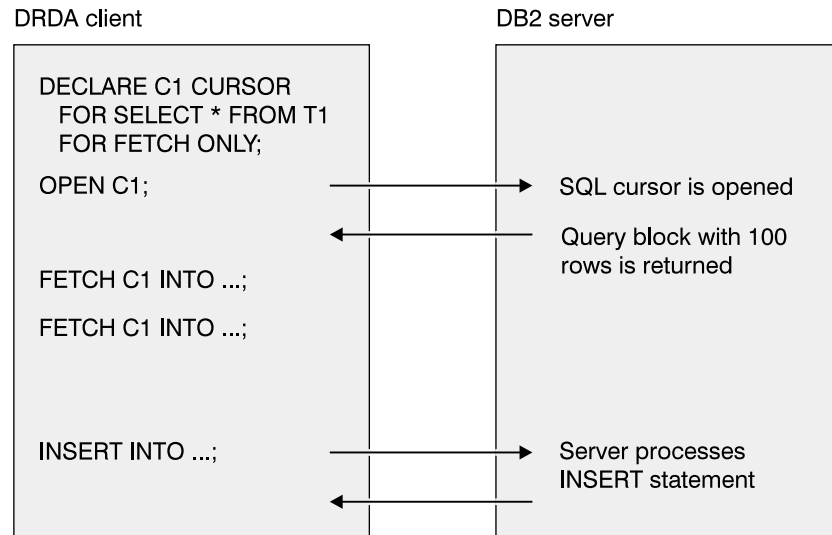 DRDA client
DB2 server
DECLARE C1 CURSOR
FOR SELECT * FROM T1
FOR FETCH ONLY;
OPEN C1;
SQL cursor is opened
Query block with 100
rows is returned
FETCH C1 INTO ...;
FETCH C1 INTO ...;
INSERT INTO ...;
Server processes
INSERT statement